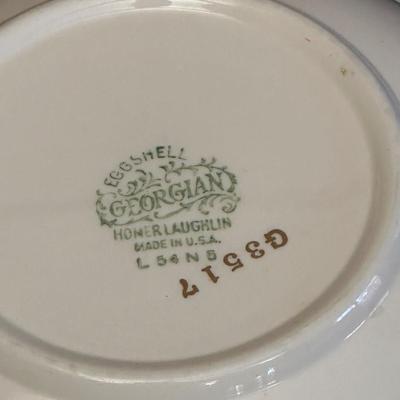 EGGSHELL
GEORGIAN
HOMER LAUGHLIN
MADE IN U.S.A.
L 54 N 5
G3517